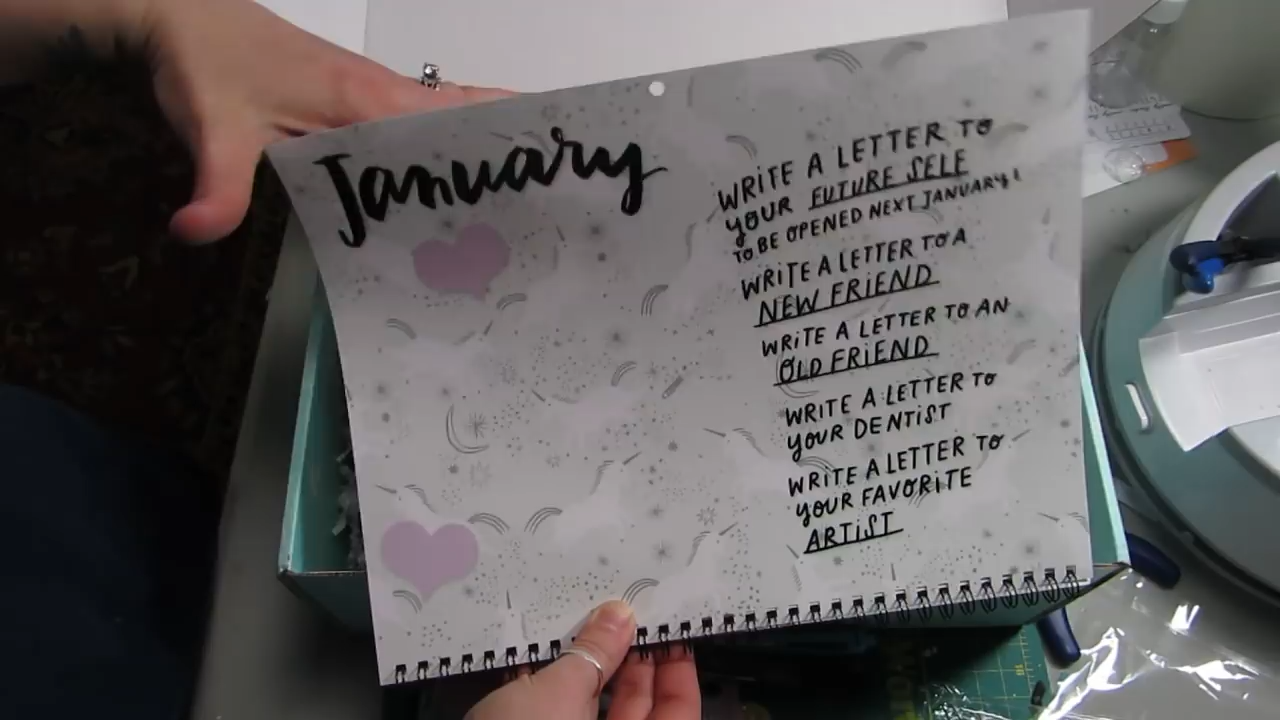 January
WRITE A LETTER TO
YOUR FUTURE SELF
TO BE OPENED NEXT JANUARY!
WRITE A LETTER TO A
NEW FRIEND
WRITE A LETTER TO AN
OLD FRIEND
WRITE A LETTER TO
YOUR DENTIST
WRITE A LETTER TO
YOUR FAVORITE
ARTIST